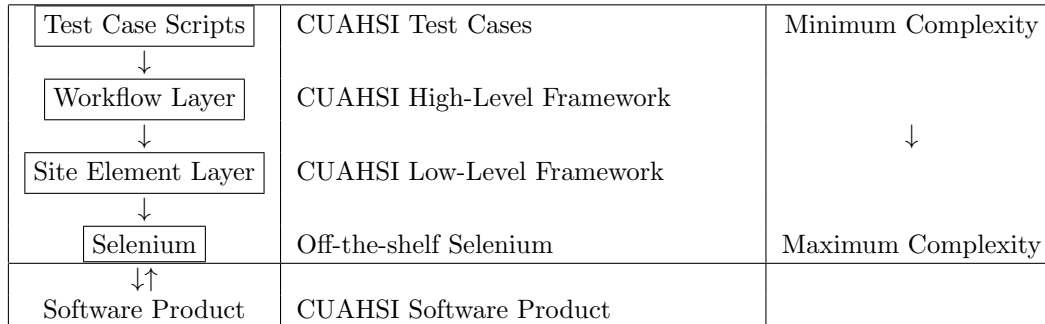 Test Case Scripts CUAHSI Test Cases Minimum Complexity
↓
Workflow Layer CUAHSI High-Level Framework
↓ ↓
Site Element Layer CUAHSI Low-Level Framework
↓
Selenium Off-the-shelf Selenium Maximum Complexity
↓↑
Software Product CUAHSI Software Product